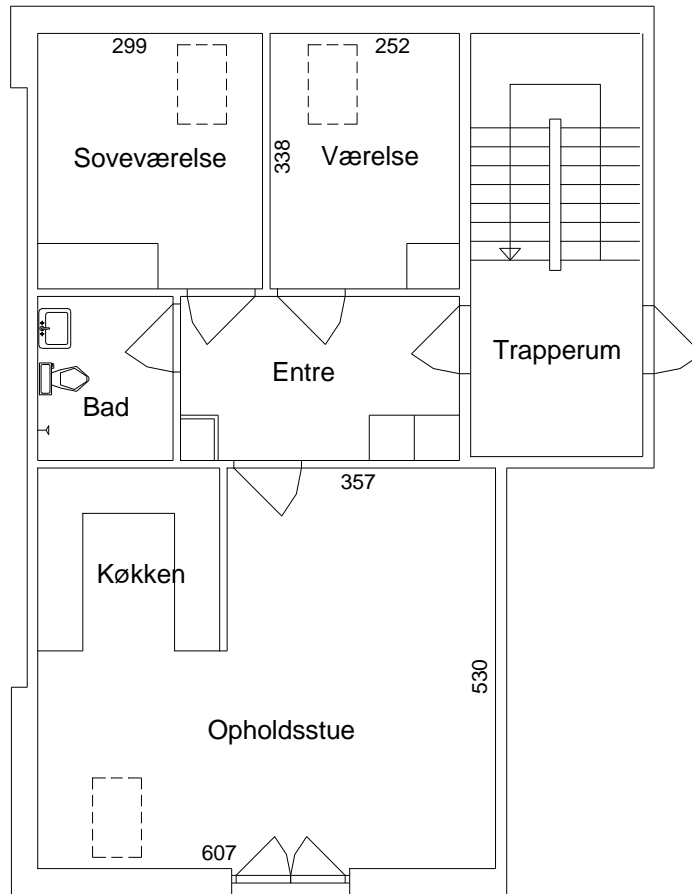 299
252
Soveværelse
338
Værelse
Trapperum
Entre
Bad
357
Køkken
530
Opholdsstue
607